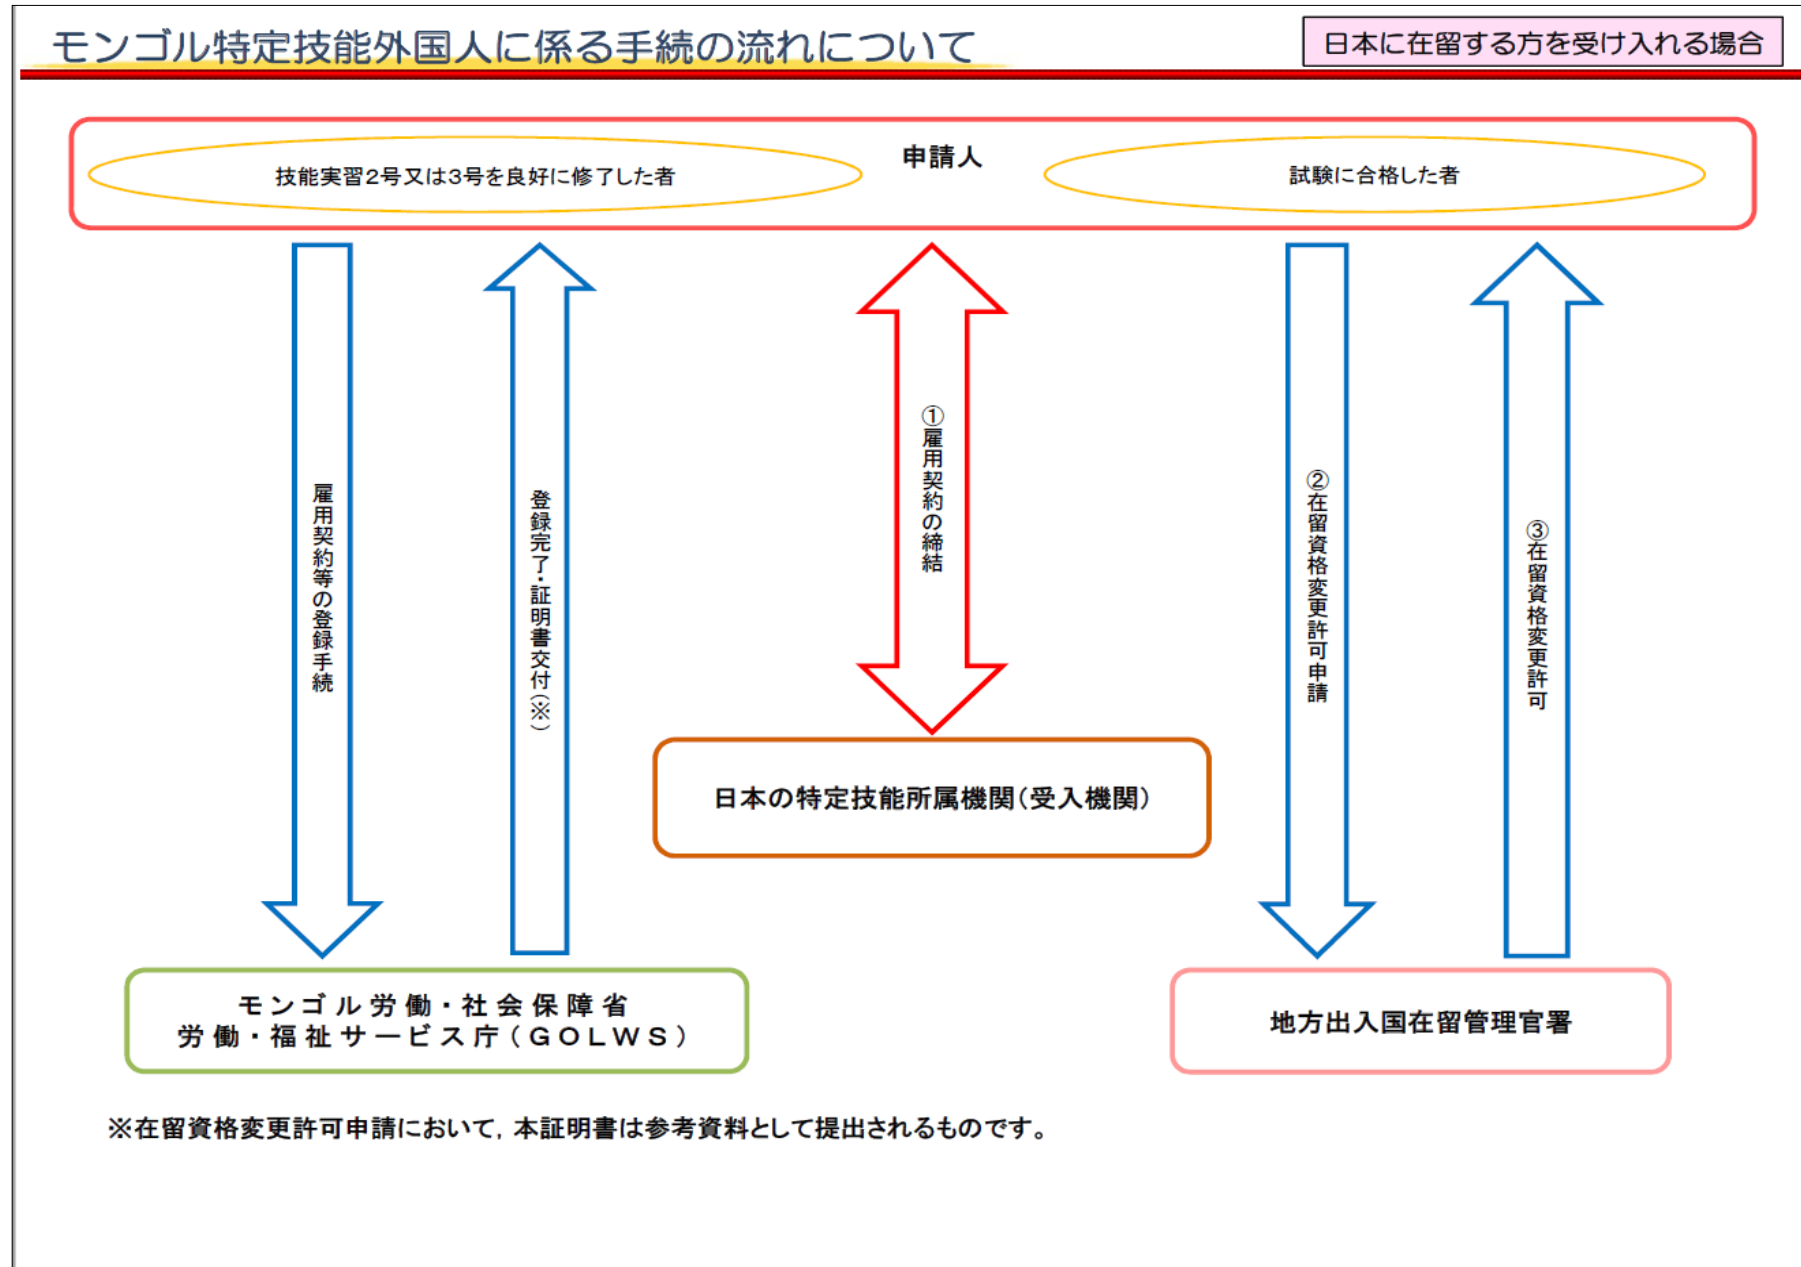 モンゴル特定技能外国人に係る手続の流れについて
日本に在留する方を受け入れる場合
申請人
技能実習2号又は3号を良好に修了した者
試験に合格した者
雇用契約等の登録手続
登録完了・証明書交付(※)
①雇用契約の締結
②在留資格変更許可申請
③在留資格変更許可
日本の特定技能所属機関(受入機関)
モンゴル労働・社会保障省
労働・福祉サービス庁(GOLWS)
地方出入国在留管理官署
※在留資格変更許可申請において,本証明書は参考資料として提出されるものです。